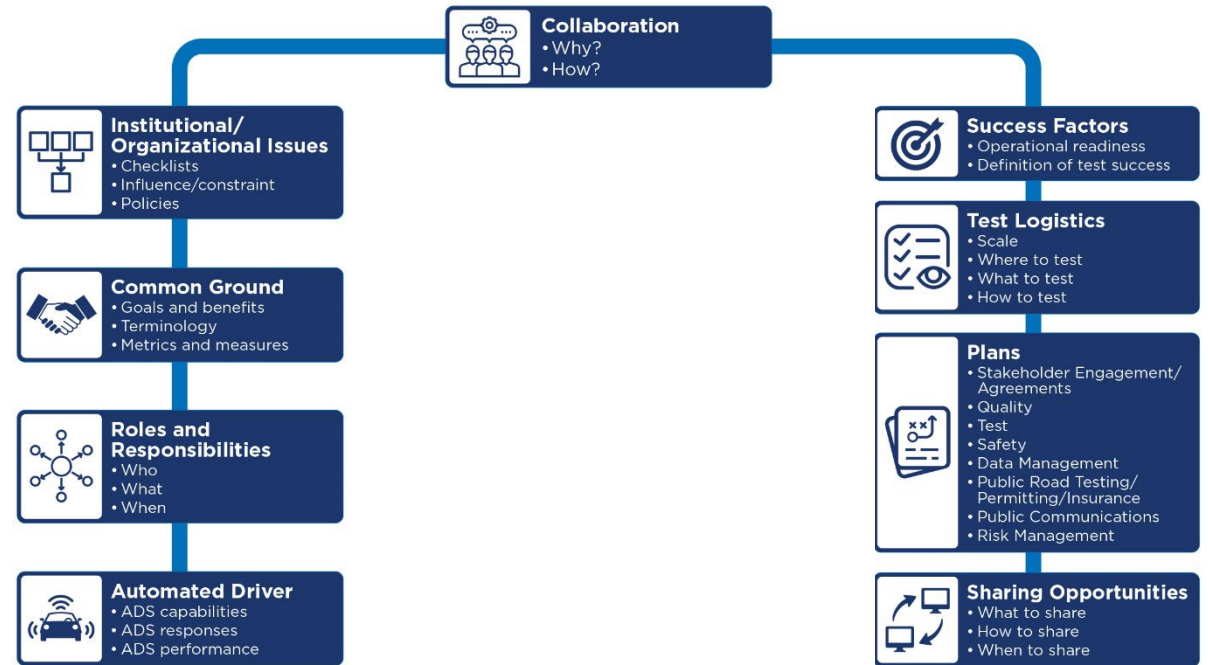 Collaboration
• Why?
• How?
Institutional/
Organizational Issues
• Checklists
• Influence/constraint
• Policies
Common Ground
• Goals and benefits
• Terminology
• Metrics and measures
Roles and
Responsibilities
• Who
• What
• When
Automated Driver
• ADS capabilities
• ADS responses
• ADS performance
Success Factors
• Operational readiness
• Definition of test success
Test Logistics
• Scale
• Where to test
• What to test
• How to test
Plans
• Stakeholder Engagement/
Agreements
• Quality
• Test
• Safety
• Data Management
• Public Road Testing/
Permitting/Insurance
• Public Communications
• Risk Management
Sharing Opportunities
• What to share
• How to share
• When to share